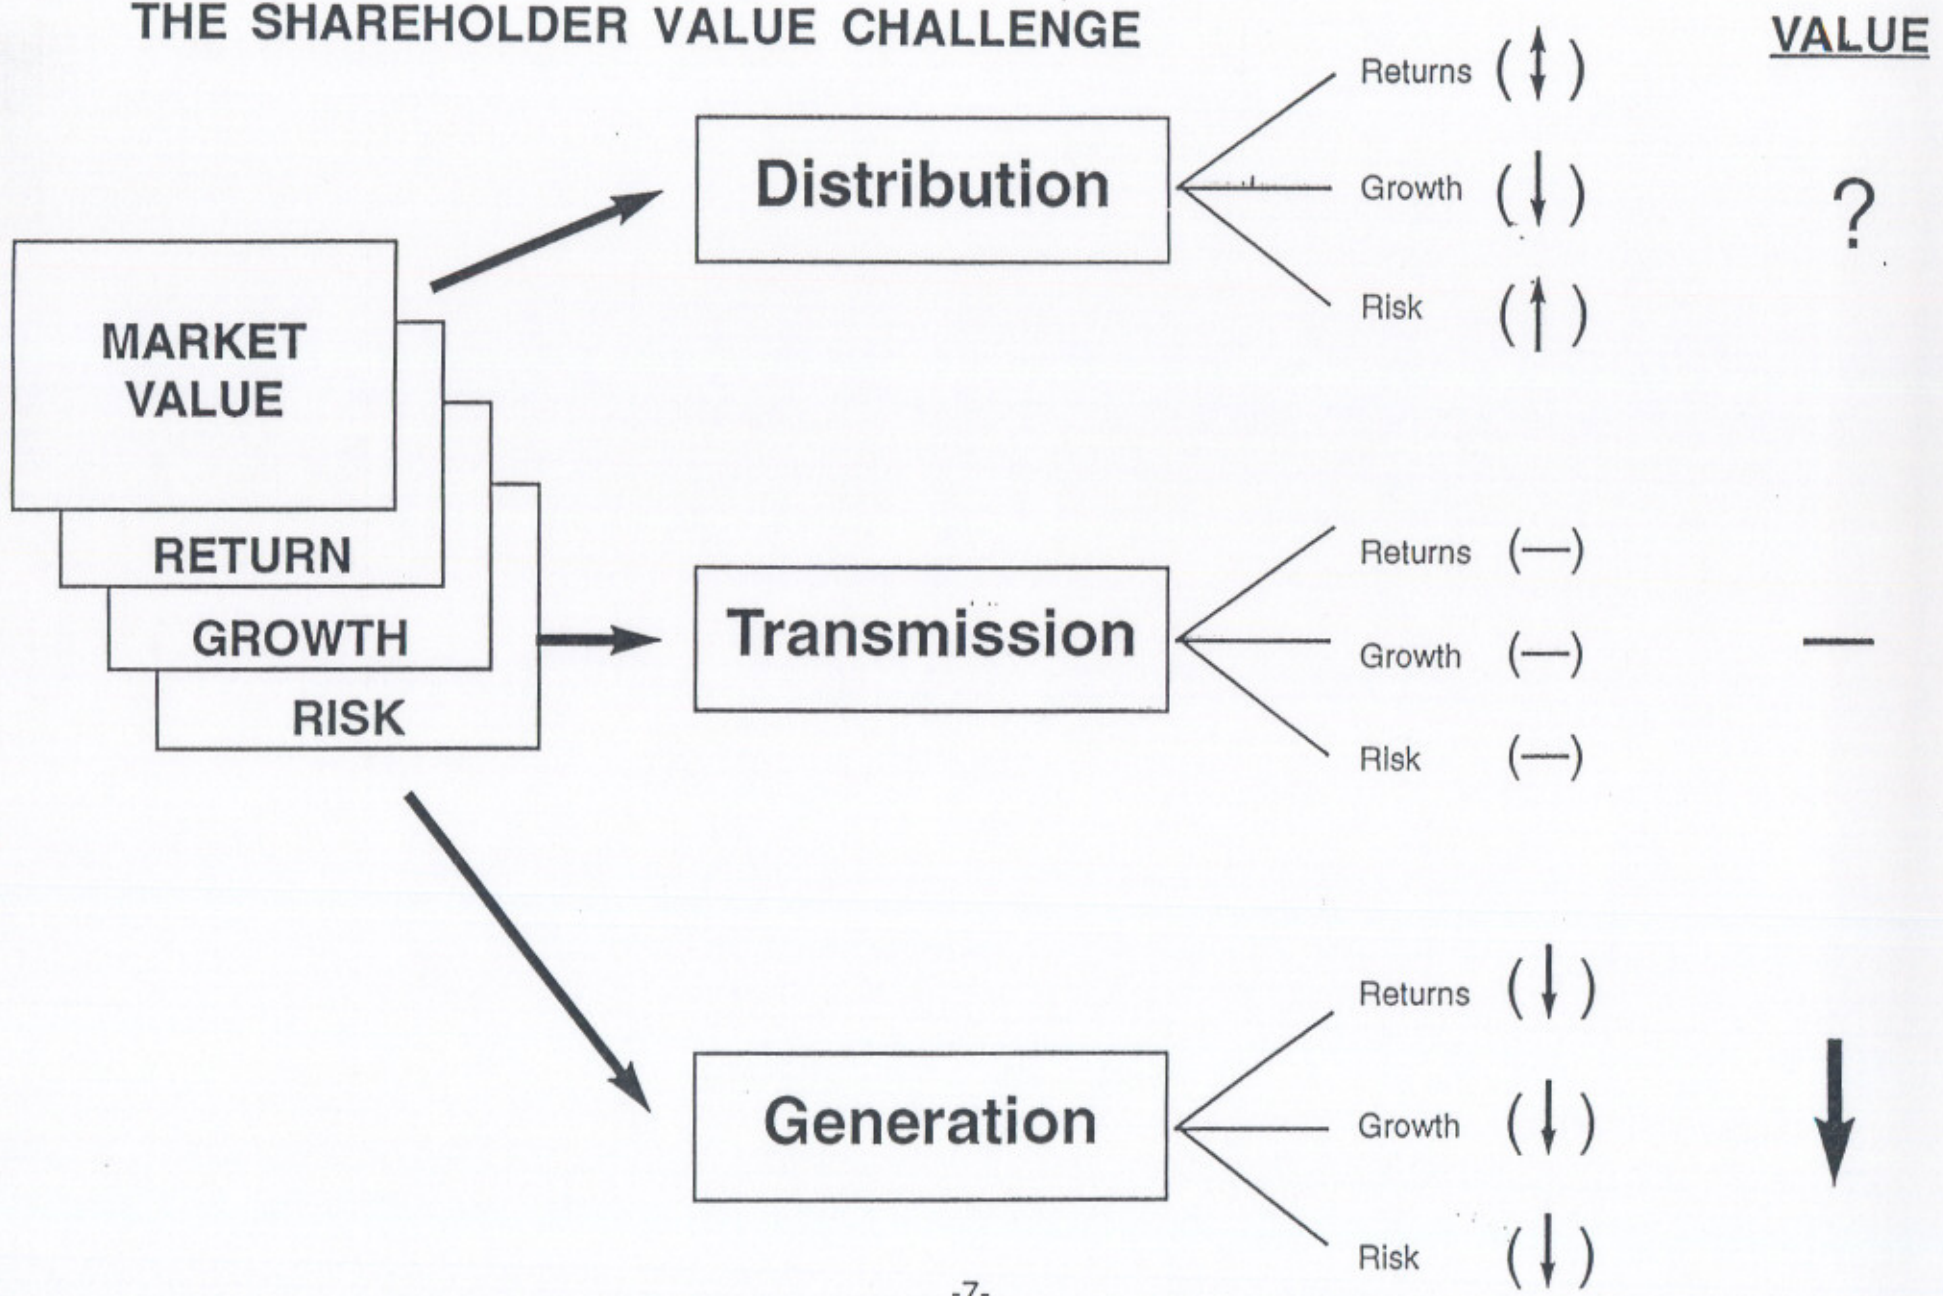 THE SHAREHOLDER VALUE CHALLENGE
VALUE
MARKET
VALUE
RETURN
GROWTH
RISK
Distribution
Returns (↕)
Growth (↓)
Risk (↑)
?
Transmission
Returns (—)
Growth (—)
Risk (—)
—
Generation
Returns (↓)
Growth (↓)
Risk (↓)
↓
-7-